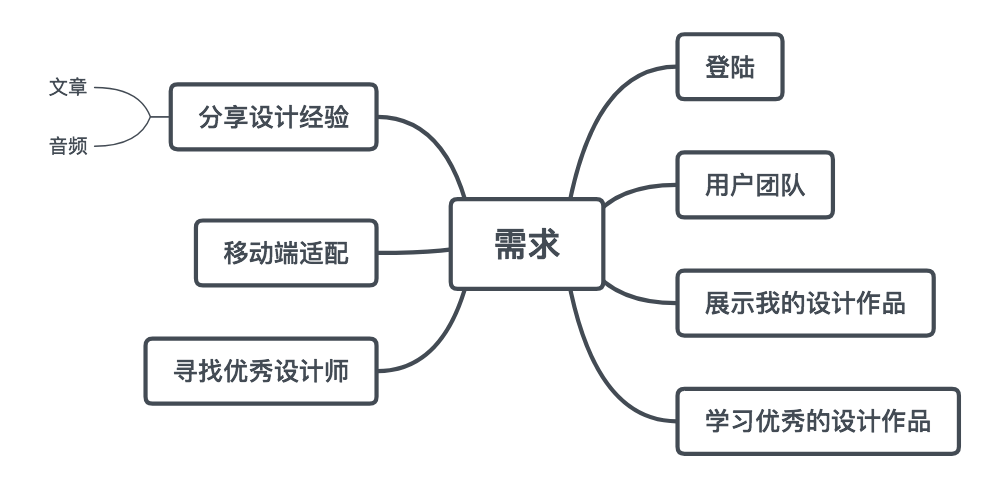 需求
登陆
用户团队
展示我的设计作品
学习优秀的设计作品
分享设计经验
文章
音频
移动端适配
寻找优秀设计师